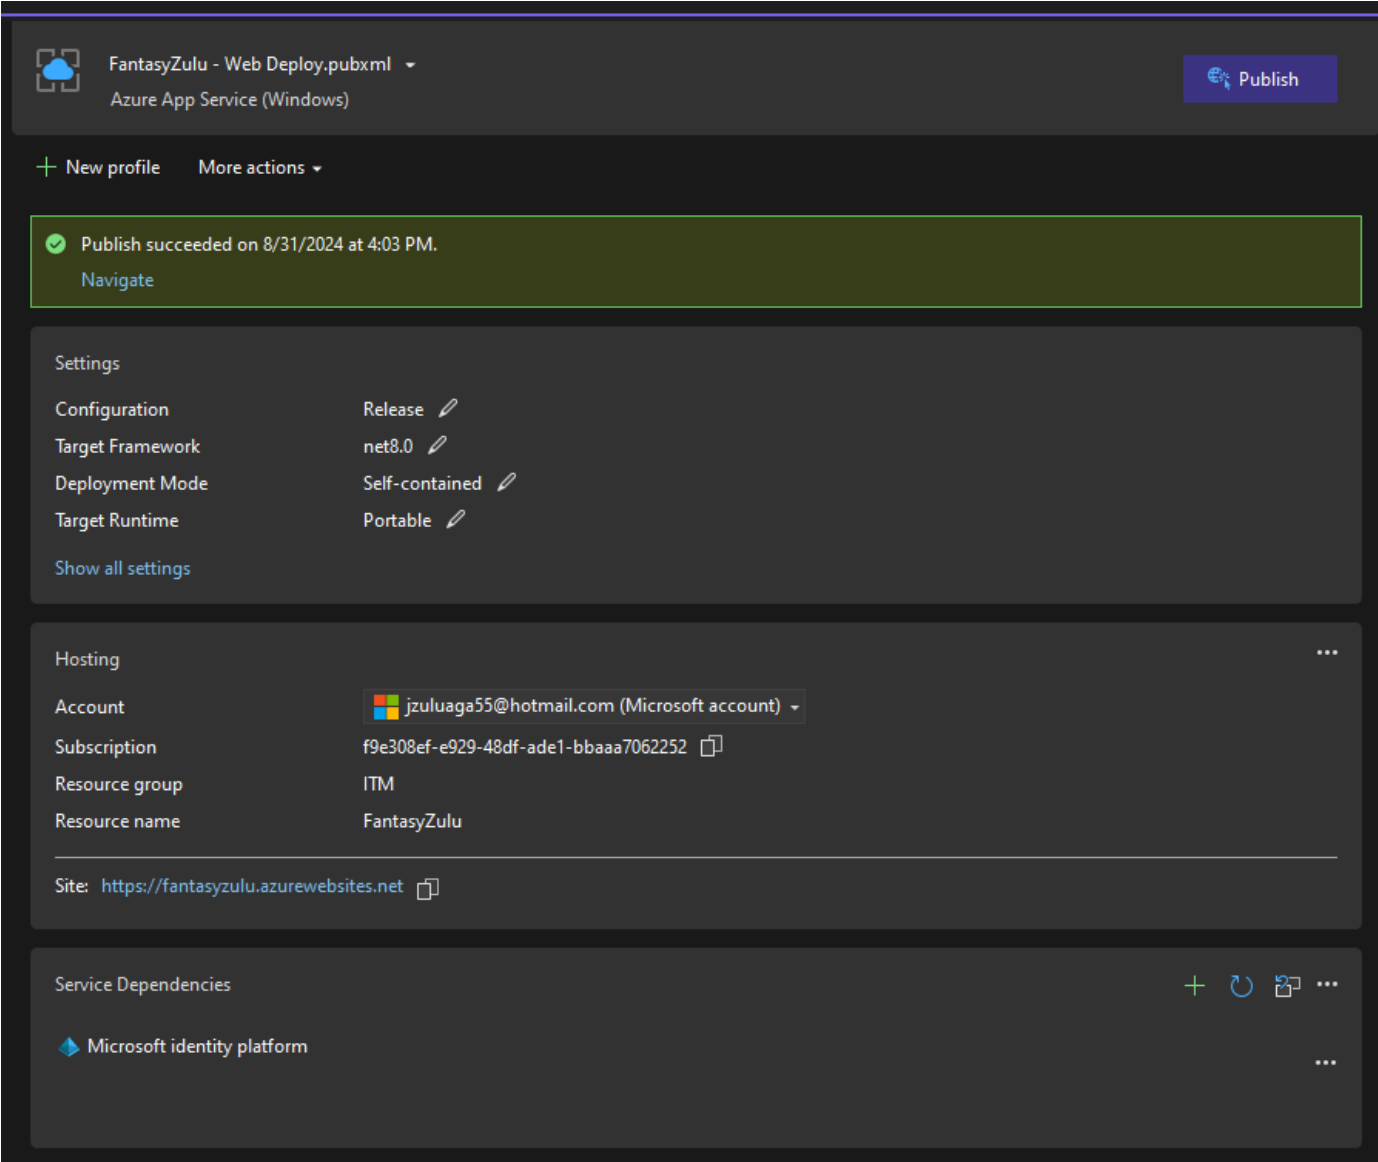 FantasyZulu - Web Deploy.pubxml
Azure App Service (Windows)
Publish
New profile
More actions
Publish succeeded on 8/31/2024 at 4:03 PM.
Navigate
Settings
Configuration Release
Target Framework net8.0
Deployment Mode Self-contained
Target Runtime Portable
Show all settings
Hosting
Account jzuluaga55@hotmail.com (Microsoft account)
Subscription f9e308ef-e929-48df-ade1-bbaaa7062252
Resource group ITM
Resource name FantasyZulu
Site: https://fantasyzulu.azurewebsites.net
Service Dependencies
Microsoft identity platform